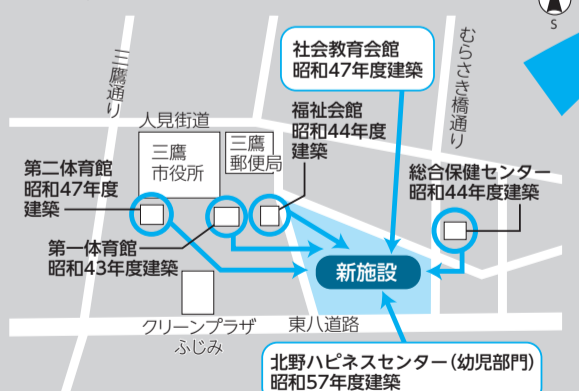 S
社会教育会館
昭和47年度建築
三鷹通り
むらさき橋通り
人見街道
福祉会館
昭和44年度
建築
三鷹
市役所
三鷹
郵便局
第二体育館
昭和47年度
建築
総合保健センター
昭和44年度建築
第一体育館
昭和43年度建築
新施設
クリーンプラザ
ふじみ
東八道路
北野ハピネスセンター(幼児部門)
昭和57年度建築